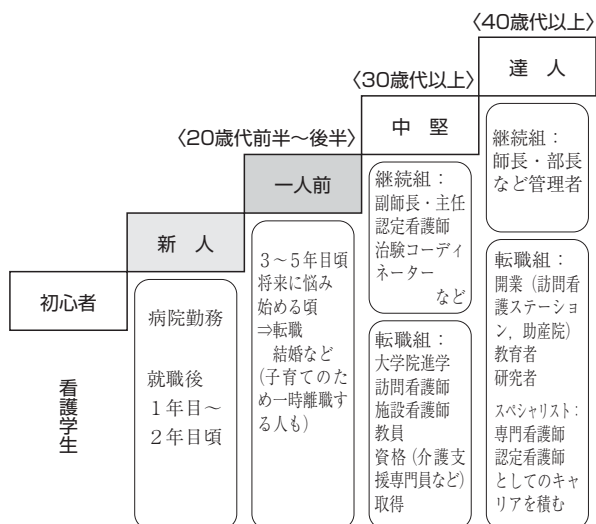 〈40歳代以上〉
達 人
〈30歳代以上〉
中 堅
〈20歳代前半〜後半〉
一人前
新 人
初心者
看護学生
病院勤務
就職後
1年目〜
2年目頃
3〜5年目頃
将来に悩み
始める頃
⇒転職
結婚など
(子育てのた
め一時離職す
る人も)
継続組：
副師長・主任
認定看護師
治験コーディ
ネーター
など
転職組：
大学院進学
訪問看護師
施設看護師
教員
資格(介護支
援専門員など)
取得
継続組：
師長・部長
など管理者
転職組：
開業(訪問看
護ステーショ
ン，助産院)
教育者
研究者
スペシャリスト：
専門看護師
認定看護師
としてのキャ
リアを積む